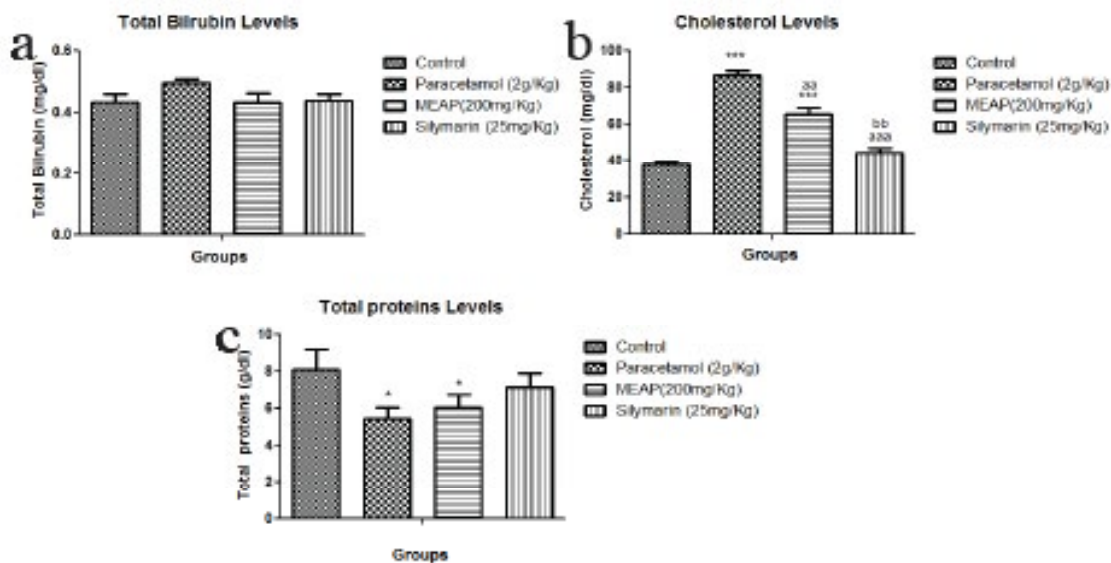 a
Total Bilrubin Levels
Total Bilrubin (mg/dl)
0.6
0.4
0.2
0.0
Groups
Control
Paracetamol (2g/Kg)
MEAP(200mg/Kg)
Silymarin (25mg/Kg)
b
Cholesterol Levels
Cholesterol (mg/dl)
100
80
60
40
20
0
***
aa
***
bb
aaa
Groups
Control
Paracetamol (2g/Kg)
MEAP(200mg/Kg)
Silymarin (25mg/Kg)
c
Total proteins Levels
Total proteins (g/dl)
10
8
6
4
2
0
*
*
Groups
Control
Paracetamol (2g/Kg)
MEAP(200mg/Kg)
Silymarin (25mg/Kg)